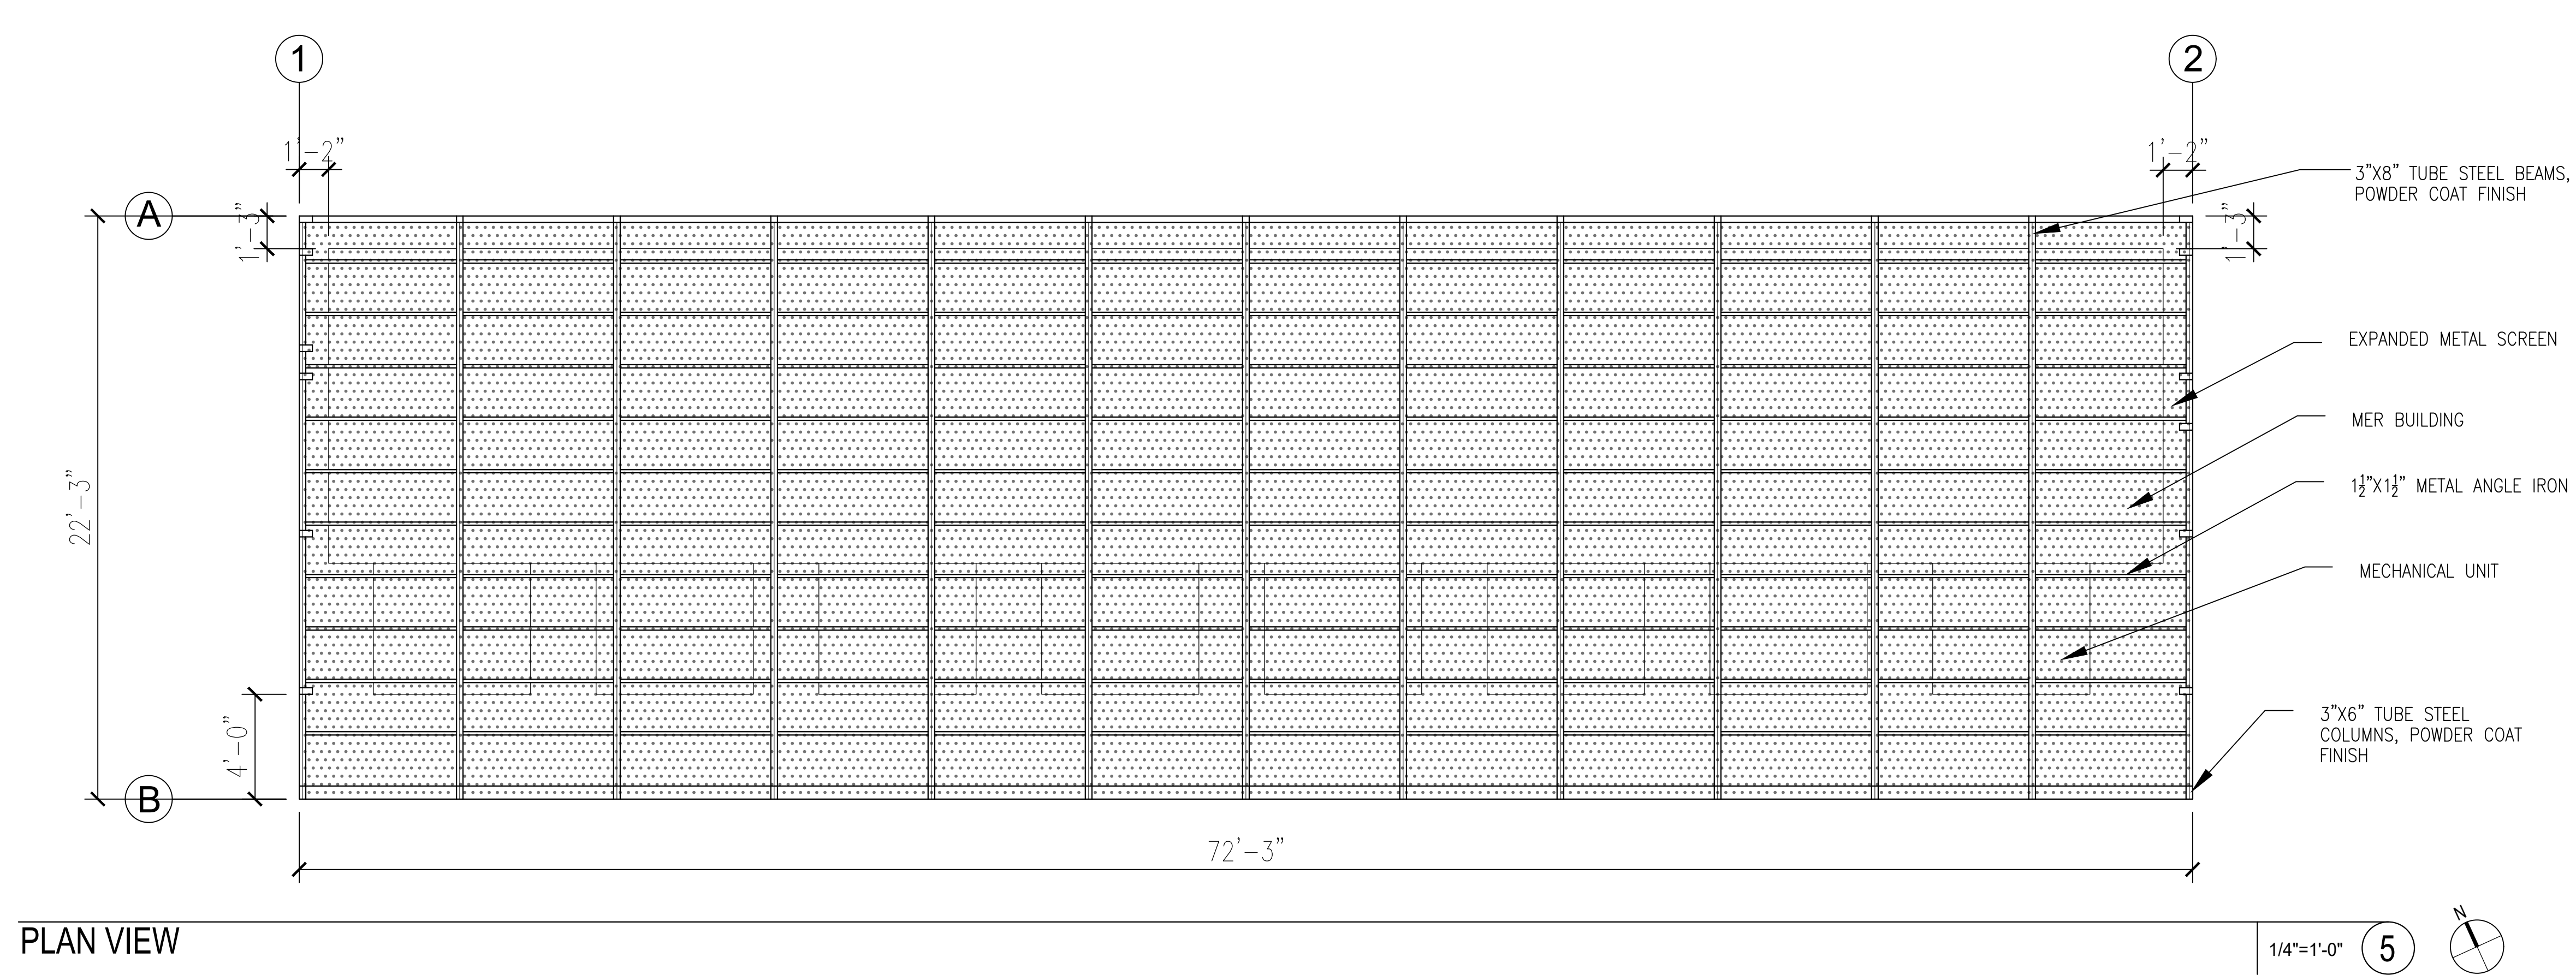 1
2
1'-2"
1'-2"
3"X8" TUBE STEEL BEAMS,
POWDER COAT FINISH
A
1'-3"
1'-3"
EXPANDED METAL SCREEN
MER BUILDING
22'-3"
1½"X1½" METAL ANGLE IRON
MECHANICAL UNIT
4'-0"
3"X6" TUBE STEEL
COLUMNS, POWDER COAT
FINISH
B
72'-3"
PLAN VIEW
1/4"=1'-0"
5
N